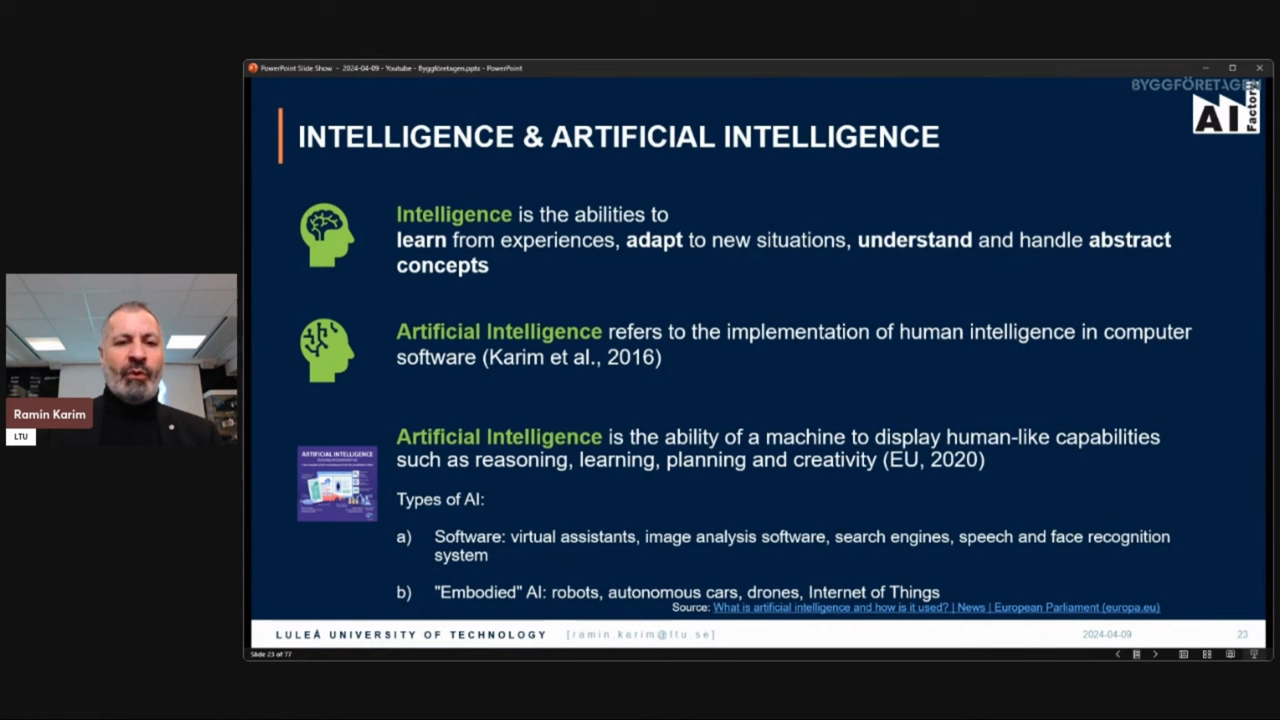 PowerPoint Slide Show - 2024-04-09 - Youtube - Byggföretagen.pptx - PowerPoint
BYGGFÖRETAGEN
AI Factory
INTELLIGENCE & ARTIFICIAL INTELLIGENCE
Intelligence is the abilities to
learn from experiences, adapt to new situations, understand and handle abstract
concepts
Artificial Intelligence refers to the implementation of human intelligence in computer
software (Karim et al., 2016)
Ramin Karim
LTU
Artificial Intelligence is the ability of a machine to display human-like capabilities
such as reasoning, learning, planning and creativity (EU, 2020)
ARTIFICIAL INTELLIGENCE
Types of AI:
a) Software: virtual assistants, image analysis software, search engines, speech and face recognition
system
b) "Embodied" AI: robots, autonomous cars, drones, Internet of Things
Source: What is artificial intelligence and how is it used? | News | European Parliament (europa.eu)
LULEÅ UNIVERSITY OF TECHNOLOGY [ramin.karim@ltu.se] 2024-04-09 23
Slide 23 of 77